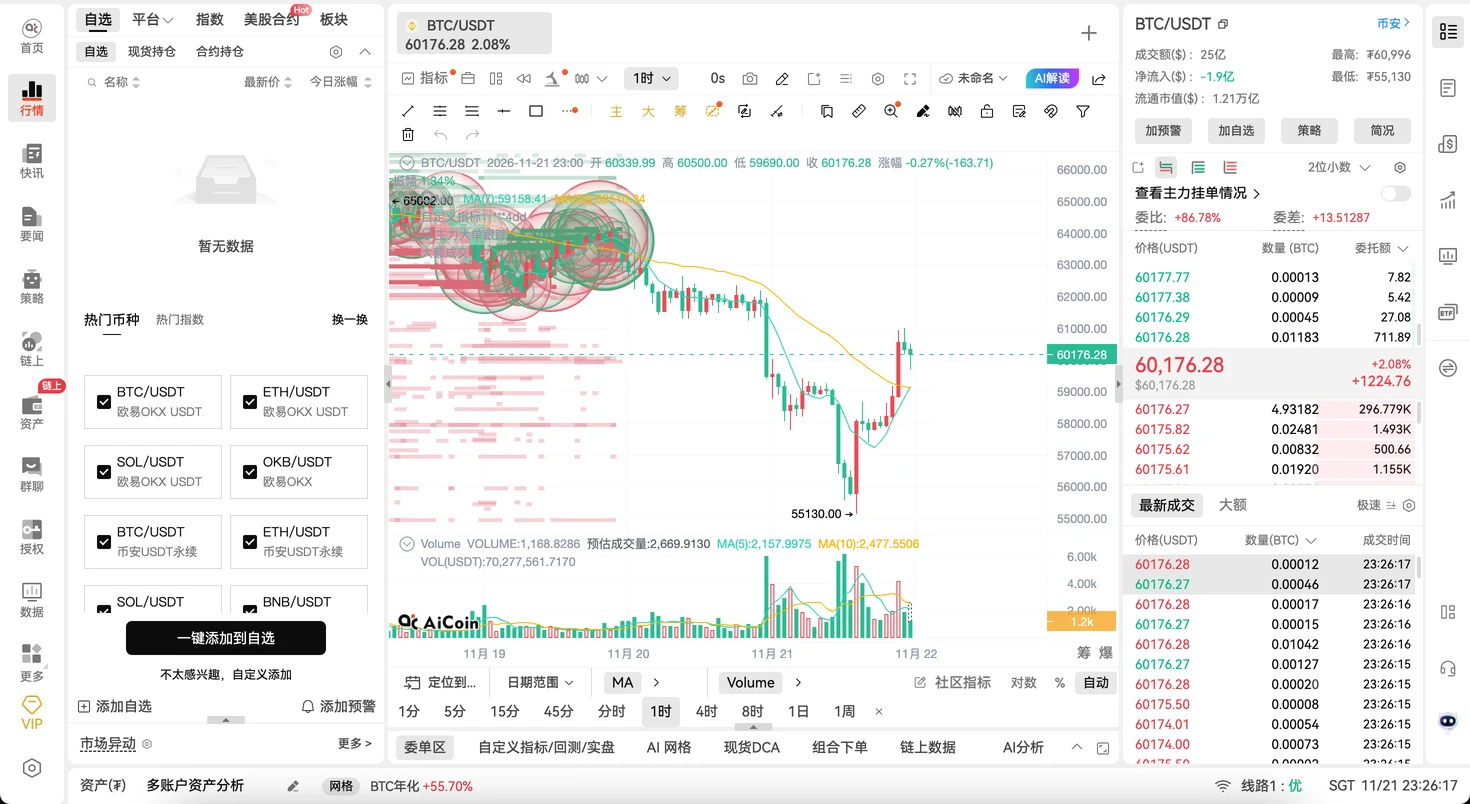 首页
行情
快讯
要闻
策略
链上
链上
资产
群聊
授权
数据
更多
VIP
自选 平台 指数 美股合约 Hot 板块
自选 现货持仓 合约持仓
名称 最新价 今日涨幅
暂无数据
热门币种 热门指数 换一换
BTC/USDT
欧易OKX USDT
ETH/USDT
欧易OKX USDT
SOL/USDT
欧易OKX USDT
OKB/USDT
欧易OKX
BTC/USDT
币安USDT永续
ETH/USDT
币安USDT永续
SOL/USDT
BNB/USDT
一键添加到自选
不太感兴趣，自定义添加
添加自选 添加预警
市场异动 更多 >
BTC/USDT
60176.28 2.08%
指标 1时 0s 未命名 AI解读
主 大 筹
BTC/USDT 2026-11-21 23:00 开 60339.99 高 60500.00 低 59690.00 收 60176.28 涨幅 -0.27%(-163.71)
振幅 1.34%
MA(7):59158.41
65002.00
66000.00
65000.00
64000.00
63000.00
62000.00
61000.00
60176.28
59000.00
58000.00
57000.00
56000.00
55000.00
55130.00
Volume VOLUME:1,168.8286 预估成交量:2,669.9130 MA(5):2,157.9975 MA(10):2,477.5506
VOL(USDT):70,277,561.7170
6.00k
4.00k
2.00k
1.2k
AiCoin
11月 19 11月 20 11月 21 11月 22 筹 爆
定位到... 日期范围 MA Volume 社区指标 对数 % 自动
1分 5分 15分 45分 分时 1时 4时 8时 1日 1周
委单区 自定义指标/回测/实盘 AI 网格 现货DCA 组合下单 链上数据 AI分析
BTC/USDT 币安
成交额($)： 25亿 最高: ₮60,996
净流入($)： -1.9亿 最低: ₮55,130
流通市值($)： 1.21万亿
加预警 加自选 策略 简况
2位小数
查看主力挂单情况
委比: +86.78% 委差: +13.51287
价格(USDT) 数量 (BTC) 委托额
60177.77 0.00013 7.82
60177.38 0.00009 5.42
60176.29 0.00045 27.08
60176.28 0.01183 711.89
60,176.28 +2.08%
$60,176.28 +1224.76
60176.27 4.93182 296.779K
60175.82 0.02481 1.493K
60175.62 0.00832 500.66
60175.61 0.01920 1.155K
最新成交 大额 极速
价格(USDT) 数量(BTC) 成交时间
60176.28 0.00012 23:26:17
60176.27 0.00046 23:26:17
60176.28 0.00017 23:26:16
60176.27 0.00015 23:26:16
60176.28 0.01042 23:26:16
60176.27 0.00127 23:26:15
60176.28 0.00020 23:26:15
60175.50 0.00008 23:26:15
60174.01 0.00054 23:26:15
60174.00 0.00073 23:26:15
ETF
资产(₮) 多账户资产分析 网格 BTC年化 +55.70% 线路1 : 优 SGT 11/21 23:26:17